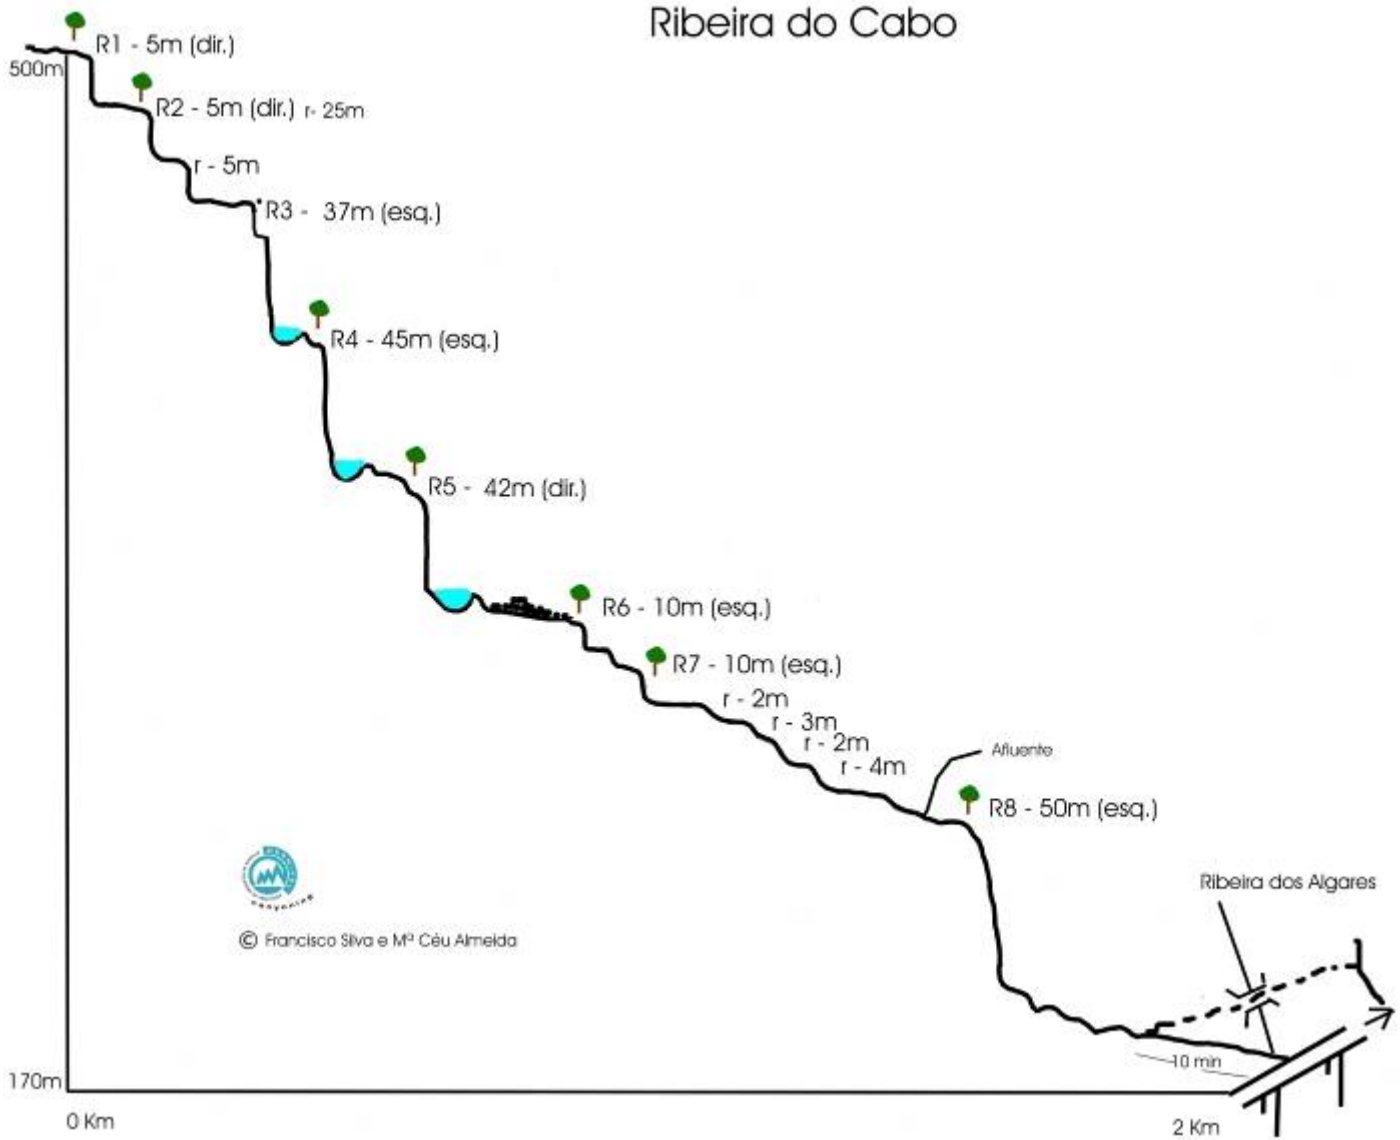 Ribeira do Cabo
R1 - 5m (dir.)
500m
R2 - 5m (dir.) r- 25m
r - 5m
R3 - 37m (esq.)
R4 - 45m (esq.)
R5 - 42m (dir.)
R6 - 10m (esq.)
R7 - 10m (esq.)
r - 2m
r - 3m
r - 2m
r - 4m
Afluente
R8 - 50m (esq.)
Ribeira dos Algares
canyoning
© Francisco Silva e Mª Céu Almeida
10 min
170m
0 Km
2 Km